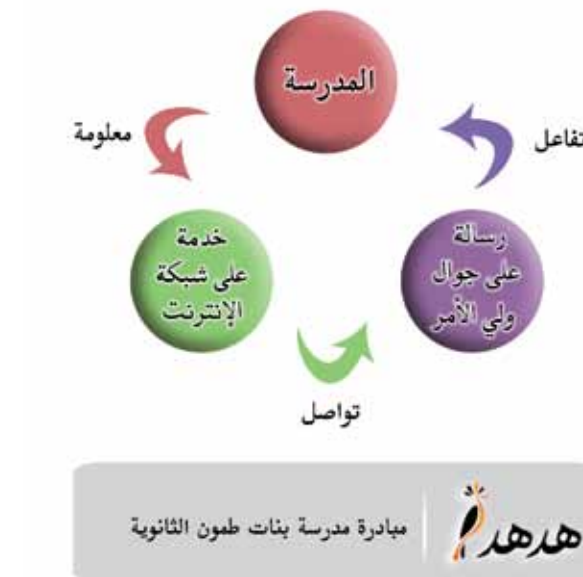 المدرسة
معلومة
تفاعل
خدمة
على شبكة
الإنترنت
رسالة
على جوال
ولي الأمر
تواصل
هدهد
مبادرة مدرسة بنات طمون الثانوية